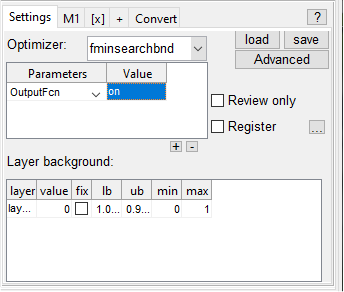 Settings M1 [x] + Convert ?
Optimizer: fminsearchbnd load save
Advanced
Parameters Value
OutputFcn on
Review only
Register ...
+ -
Layer background:
layer value fix lb ub min max
lay... 0 1.0... 0.9... 0 1